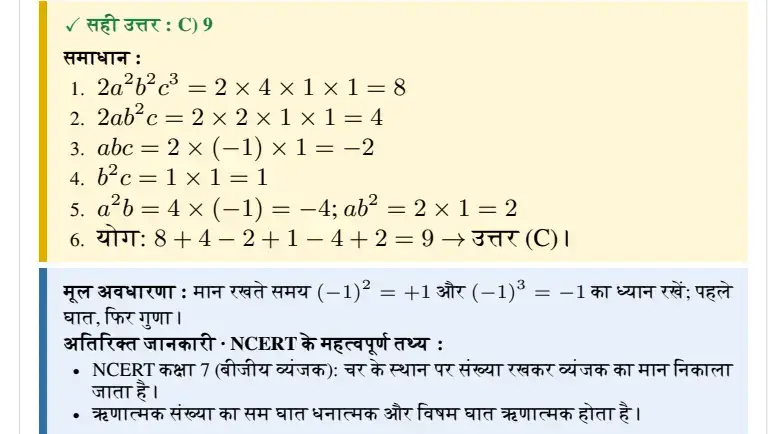 ✓ सही उत्तर : C) 9
समाधान :
1. 2a²b²c³ = 2 × 4 × 1 × 1 = 8
2. 2ab²c = 2 × 2 × 1 × 1 = 4
3. abc = 2 × (−1) × 1 = −2
4. b²c = 1 × 1 = 1
5. a²b = 4 × (−1) = −4; ab² = 2 × 1 = 2
6. योग: 8 + 4 − 2 + 1 − 4 + 2 = 9 → उत्तर (C)।
मूल अवधारणा : मान रखते समय (−1)² = +1 और (−1)³ = −1 का ध्यान रखें; पहले
घात, फिर गुणा।
अतिरिक्त जानकारी · NCERT के महत्वपूर्ण तथ्य :
• NCERT कक्षा 7 (बीजीय व्यंजक): चर के स्थान पर संख्या रखकर व्यंजक का मान निकाला
जाता है।
• ऋणात्मक संख्या का सम घात धनात्मक और विषम घात ऋणात्मक होता है।